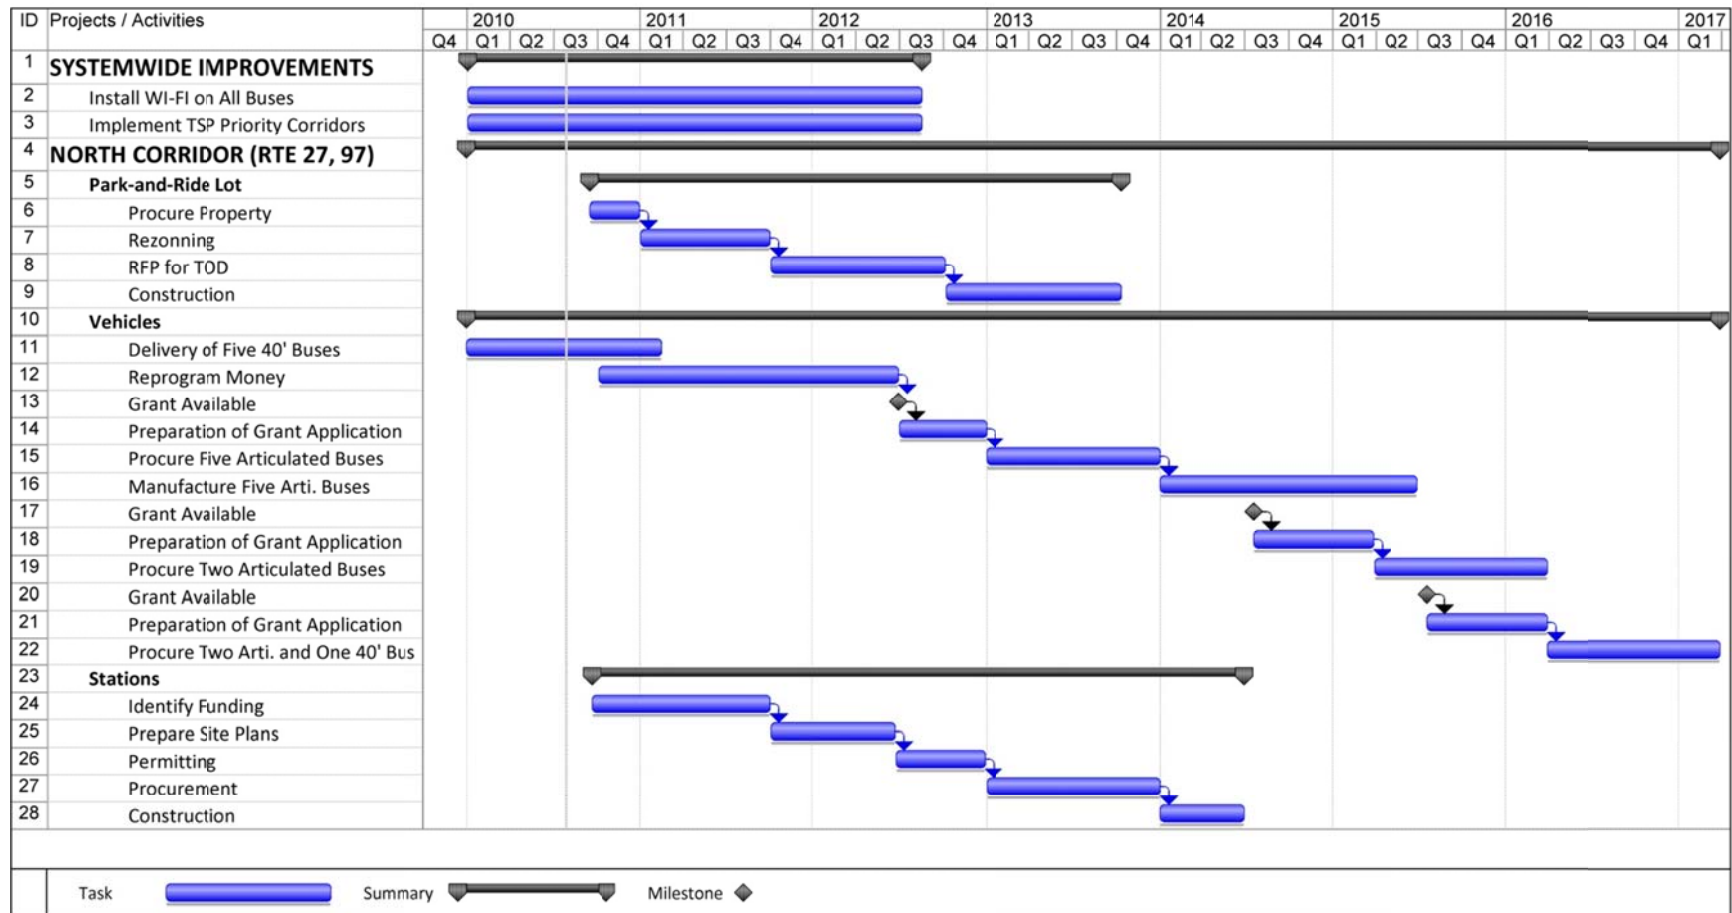 ID Projects / Activities 2010 2011 2012 2013 2014 2015 2016 2017
Q4 Q1 Q2 Q3 Q4 Q1 Q2 Q3 Q4 Q1 Q2 Q3 Q4 Q1 Q2 Q3 Q4 Q1 Q2 Q3 Q4 Q1 Q2 Q3 Q4 Q1 Q2 Q3 Q4 Q1
1 SYSTEMWIDE IMPROVEMENTS
2 Install WI-FI on All Buses
3 Implement TSP Priority Corridors
4 NORTH CORRIDOR (RTE 27, 97)
5 Park-and-Ride Lot
6 Procure Property
7 Rezonning
8 RFP for TOD
9 Construction
10 Vehicles
11 Delivery of Five 40' Buses
12 Reprogram Money
13 Grant Available
14 Preparation of Grant Application
15 Procure Five Articulated Buses
16 Manufacture Five Arti. Buses
17 Grant Available
18 Preparation of Grant Application
19 Procure Two Articulated Buses
20 Grant Available
21 Preparation of Grant Application
22 Procure Two Arti. and One 40' Bus
23 Stations
24 Identify Funding
25 Prepare Site Plans
26 Permitting
27 Procurement
28 Construction
Task Summary Milestone